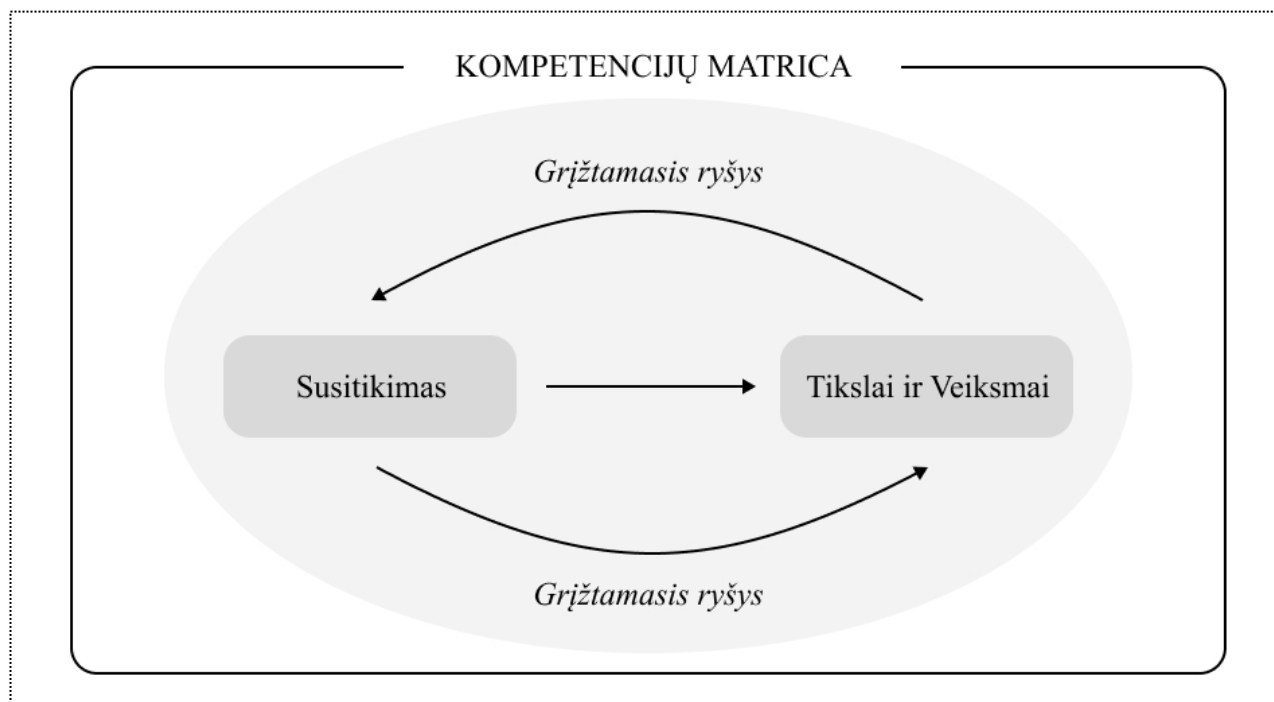 KOMPETENCIJŲ MATRICA
Grįžtamasis ryšys
Susitikimas
Tikslai ir Veiksmai
Grįžtamasis ryšys